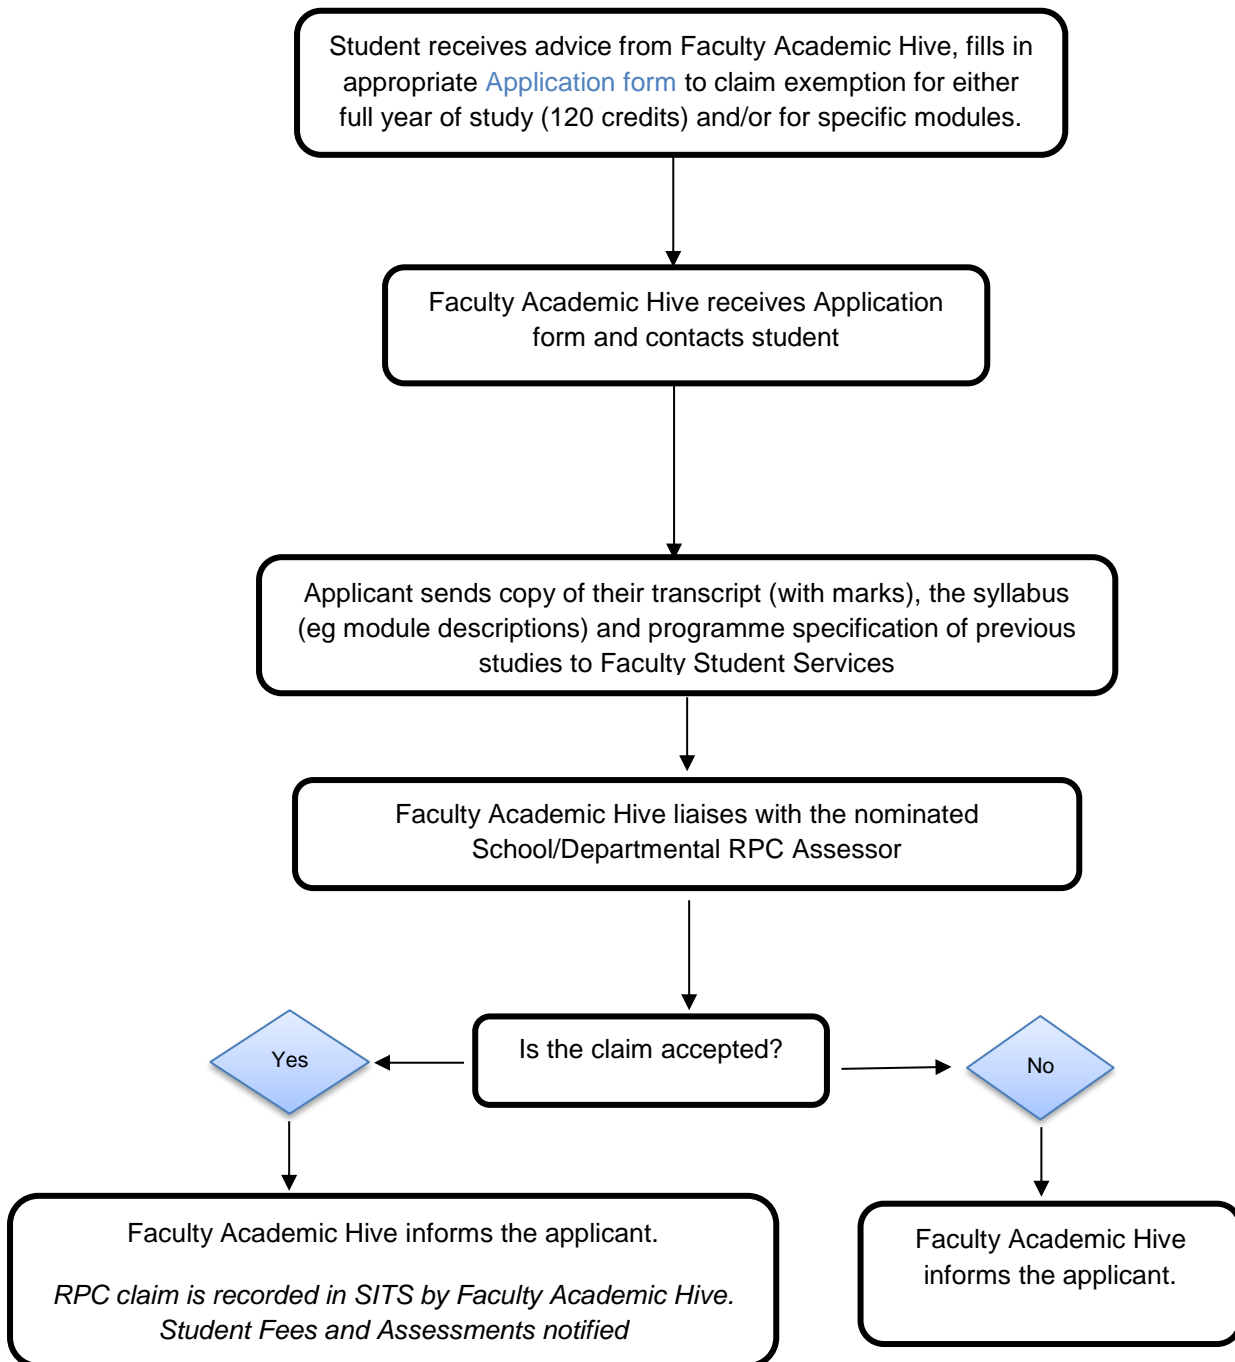 Student receives advice from Faculty Academic Hive, fills in
appropriate Application form to claim exemption for either
full year of study (120 credits) and/or for specific modules.
Faculty Academic Hive receives Application
form and contacts student
Applicant sends copy of their transcript (with marks), the syllabus
(eg module descriptions) and programme specification of previous
studies to Faculty Student Services
Faculty Academic Hive liaises with the nominated
School/Departmental RPC Assessor
Yes
Is the claim accepted?
No
Faculty Academic Hive informs the applicant.
RPC claim is recorded in SITS by Faculty Academic Hive.
Student Fees and Assessments notified
Faculty Academic Hive
informs the applicant.